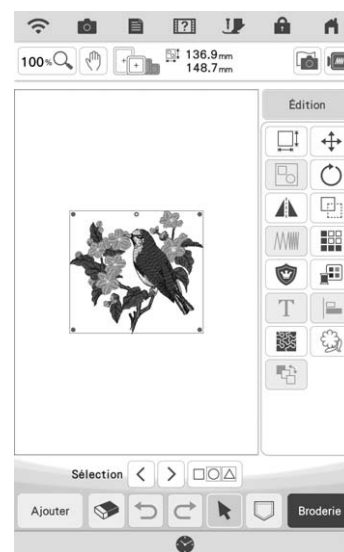 100%
136.9mm
148.7mm
Édition
T
Sélection
Ajouter
Broderie